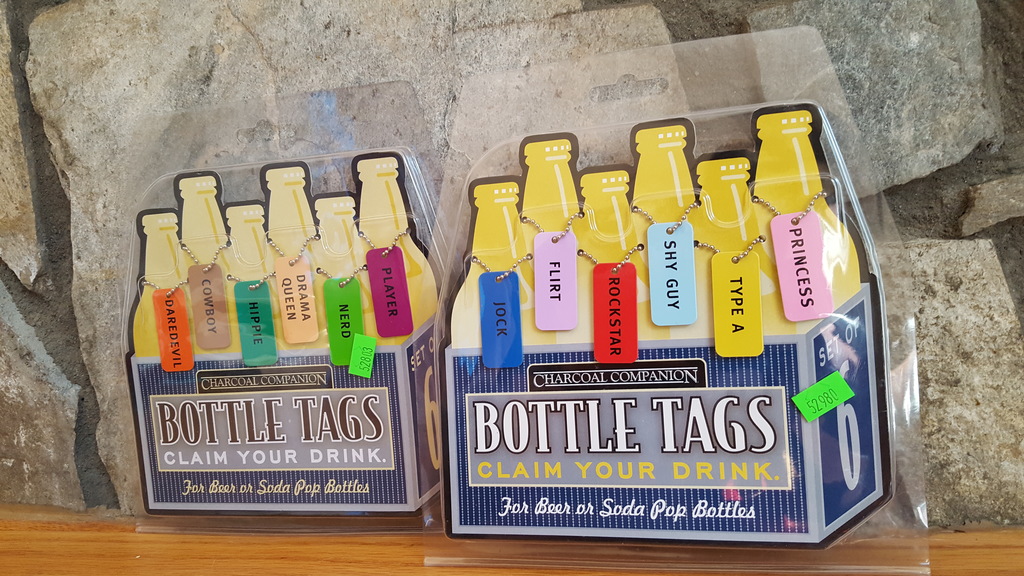 DAREDEVIL
COWBOY
HIPPIE
DRAMA
QUEEN
NERD
PLAYER
SET OF
6
CHARCOAL COMPANION
BOTTLE TAGS
CLAIM YOUR DRINK.
For Beer or Soda Pop Bottles
JOCK
FLIRT
ROCKSTAR
SHY GUY
TYPE A
PRINCESS
SET OF
6
CHARCOAL COMPANION
BOTTLE TAGS
CLAIM YOUR DRINK.
For Beer or Soda Pop Bottles